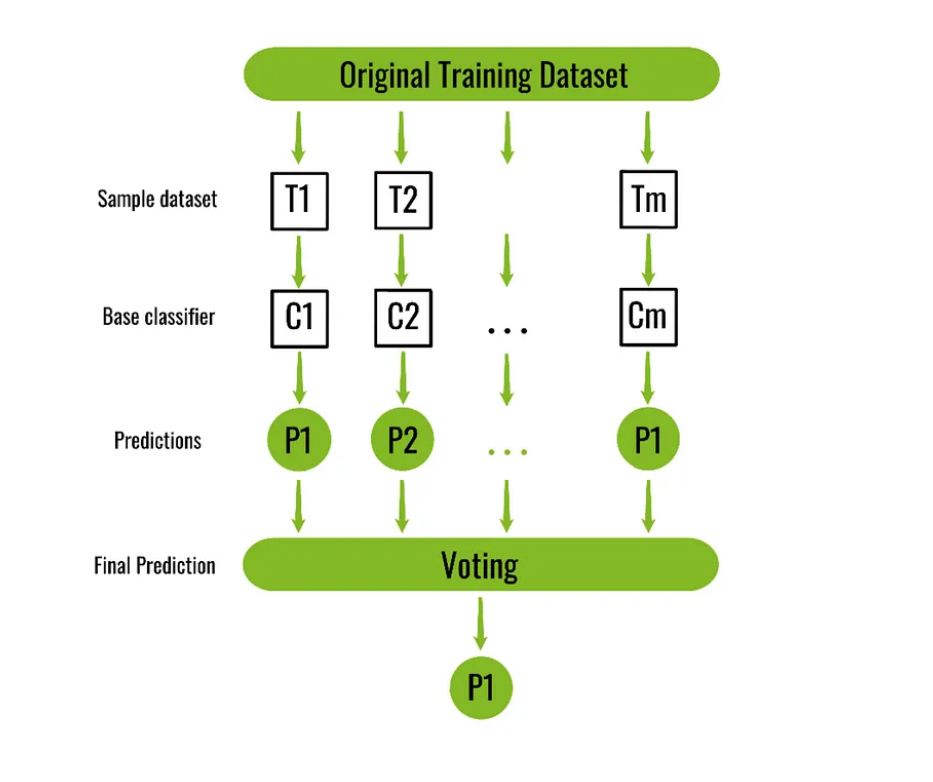 Original Training Dataset
Sample dataset T1 T2 Tm
Base classifier C1 C2 ... Cm
Predictions P1 P2 ... P1
Final Prediction Voting
P1